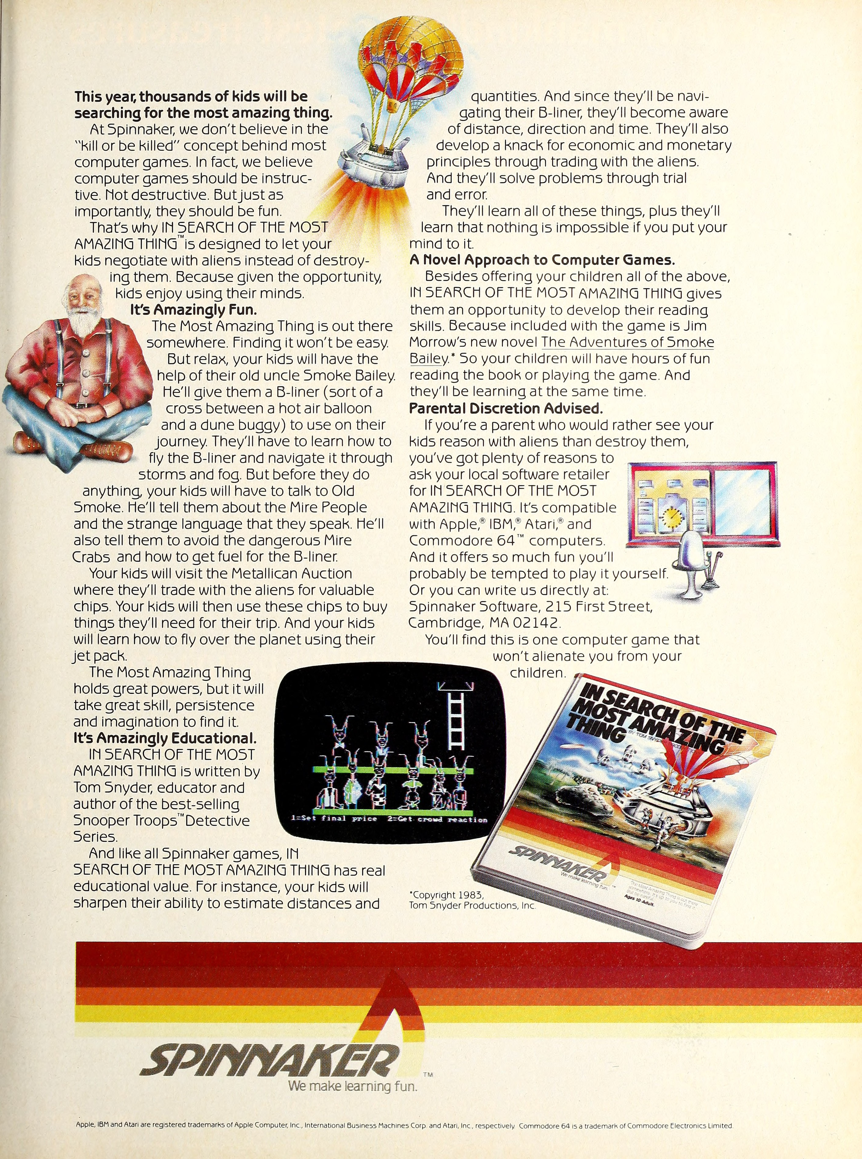 This year, thousands of kids will be
searching for the most amazing thing.
At Spinnaker, we don't believe in the
"kill or be killed" concept behind most
computer games. In fact, we believe
computer games should be instruc-
tive. Not destructive. But just as
importantly, they should be fun.
That's why IN SEARCH OF THE MOST
AMAZING THING™ is designed to let your
kids negotiate with aliens instead of destroy-
ing them. Because given the opportunity,
kids enjoy using their minds.
It's Amazingly Fun.
The Most Amazing Thing is out there
somewhere. Finding it won't be easy.
But relax, your kids will have the
help of their old uncle Smoke Bailey.
He'll give them a B-liner (sort of a
cross between a hot air balloon
and a dune buggy) to use on their
journey. They'll have to learn how to
fly the B-liner and navigate it through
storms and fog. But before they do
anything, your kids will have to talk to Old
Smoke. He'll tell them about the Mire People
and the strange language that they speak. He'll
also tell them to avoid the dangerous Mire
Crabs and how to get fuel for the B-liner.
Your kids will visit the Metallican Auction
where they'll trade with the aliens for valuable
chips. Your kids will then use these chips to buy
things they'll need for their trip. And your kids
will learn how to fly over the planet using their
jet pack.
The Most Amazing Thing
holds great powers, but it will
take great skill, persistence
and imagination to find it.
It's Amazingly Educational.
IN SEARCH OF THE MOST
AMAZING THING is written by
Tom Snyder, educator and
author of the best-selling
Snooper Troops™ Detective
Series.
And like all Spinnaker games, IN
SEARCH OF THE MOST AMAZING THING has real
educational value. For instance, your kids will
sharpen their ability to estimate distances and
quantities. And since they'll be navi-
gating their B-liner, they'll become aware
of distance, direction and time. They'll also
develop a knack for economic and monetary
principles through trading with the aliens.
And they'll solve problems through trial
and error.
They'll learn all of these things, plus they'll
learn that nothing is impossible if you put your
mind to it.
A Novel Approach to Computer Games.
Besides offering your children all of the above,
IN SEARCH OF THE MOST AMAZING THING gives
them an opportunity to develop their reading
skills. Because included with the game is Jim
Morrow's new novel The Adventures of Smoke
Bailey.* So your children will have hours of fun
reading the book or playing the game. And
they'll be learning at the same time.
Parental Discretion Advised.
If you're a parent who would rather see your
kids reason with aliens than destroy them,
you've got plenty of reasons to
ask your local software retailer
for IN SEARCH OF THE MOST
AMAZING THING. It's compatible
with Apple,® IBM,® Atari,® and
Commodore 64™ computers.
And it offers so much fun you'll
probably be tempted to play it yourself.
Or you can write us directly at:
Spinnaker Software, 215 First Street,
Cambridge, MA 02142.
You'll find this is one computer game that
won't alienate you from your
children.
1=Set final price 2=Get crowd reaction
IN SEARCH OF THE
MOST AMAZING
THING
SPINNAKER
We make learning fun.
Ages 10-Adult.
*Copyright 1983,
Tom Snyder Productions, Inc.
SPINNAKER™
We make learning fun.
Apple, IBM and Atari are registered trademarks of Apple Computer, Inc., International Business Machines Corp. and Atari, Inc., respectively. Commodore 64 is a trademark of Commodore Electronics Limited